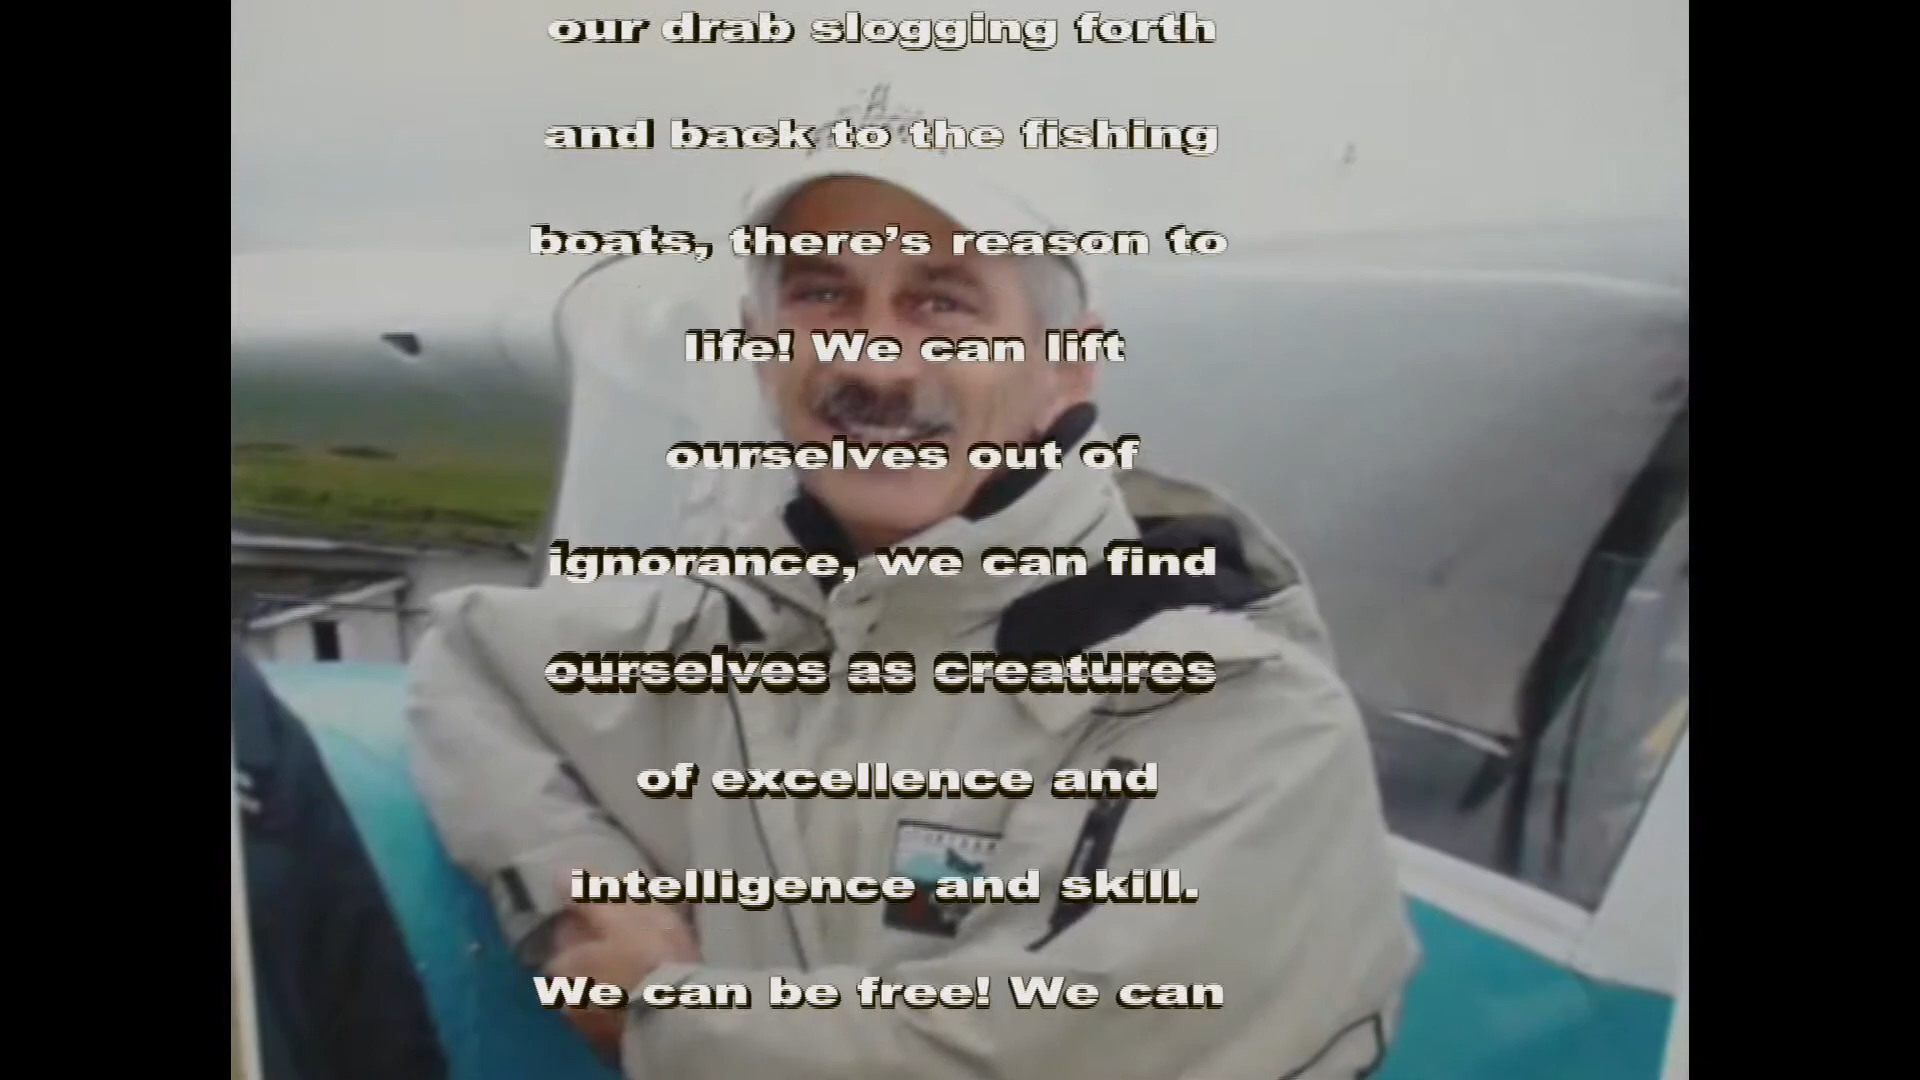 our drab slogging forth
and back to the fishing
boats, there’s reason to
life! We can lift
ourselves out of
ignorance, we can find
ourselves as creatures
of excellence and
intelligence and skill.
We can be free! We can